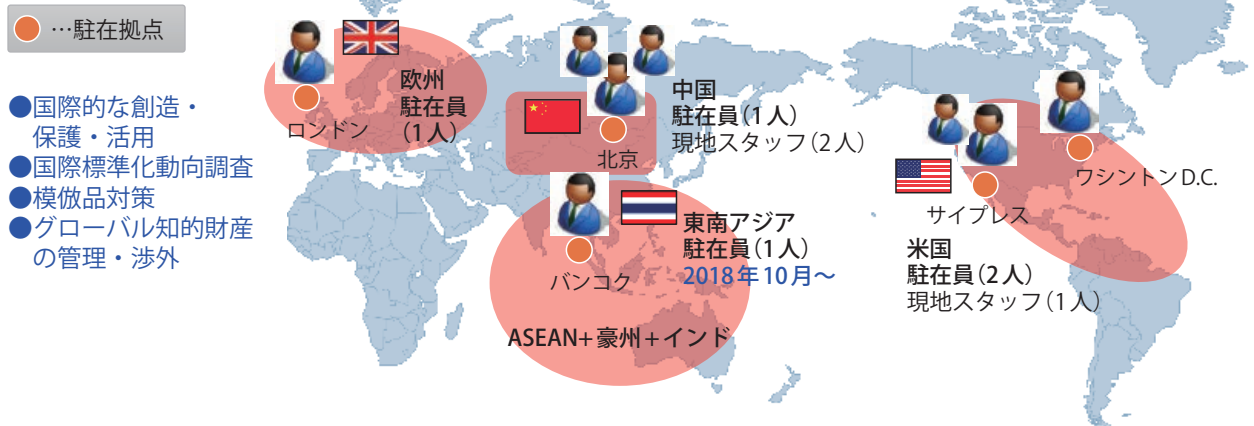 …駐在拠点
●国際的な創造・
保護・活用
●国際標準化動向調査
●模倣品対策
●グローバル知的財産
の管理・渉外
欧州
駐在員
(1人)
ロンドン
中国
駐在員(1人)
現地スタッフ(2人)
北京
東南アジア
駐在員(1人)
2018年10月～
バンコク
ASEAN+豪州+インド
ワシントンD.C.
サイプレス
米国
駐在員(2人)
現地スタッフ(1人)